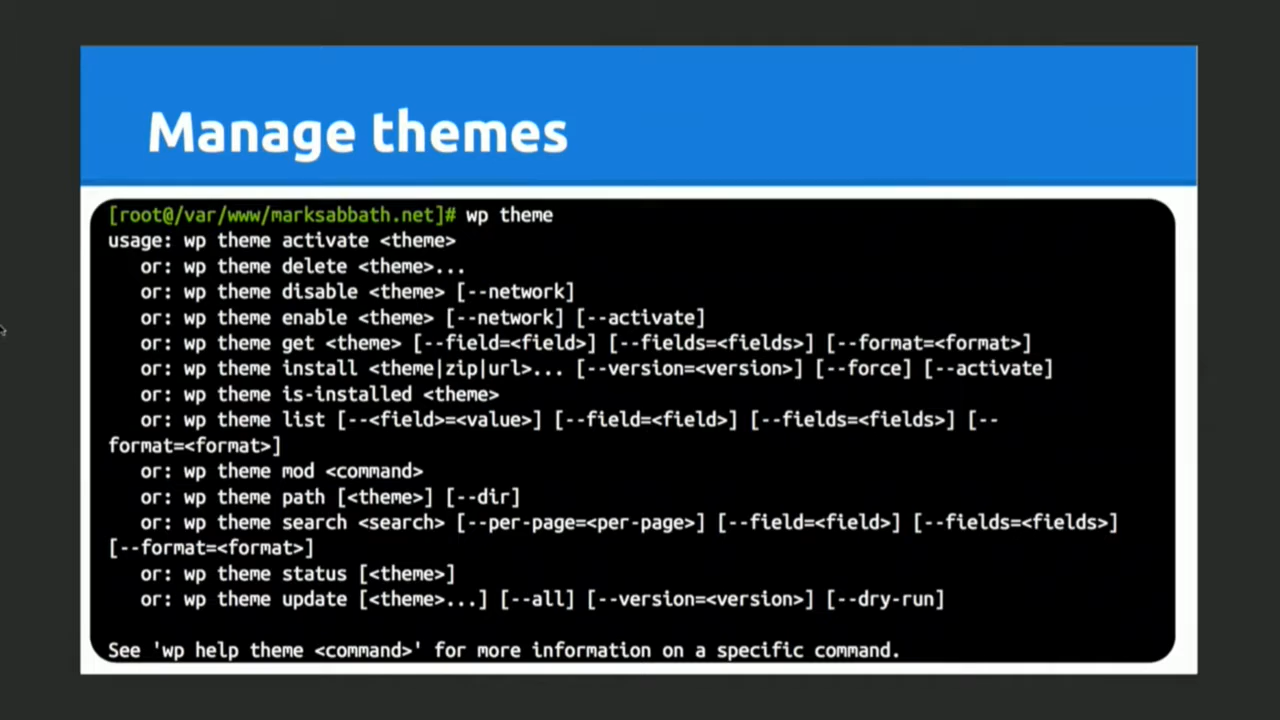 Manage themes
[root@/var/www/marksabbath.net]# wp theme
usage: wp theme activate <theme>
or: wp theme delete <theme>...
or: wp theme disable <theme> [--network]
or: wp theme enable <theme> [--network] [--activate]
or: wp theme get <theme> [--field=<field>] [--fields=<fields>] [--format=<format>]
or: wp theme install <theme|zip|url>... [--version=<version>] [--force] [--activate]
or: wp theme is-installed <theme>
or: wp theme list [--<field>=<value>] [--field=<field>] [--fields=<fields>] [--
format=<format>]
or: wp theme mod <command>
or: wp theme path [<theme>] [--dir]
or: wp theme search <search> [--per-page=<per-page>] [--field=<field>] [--fields=<fields>]
[--format=<format>]
or: wp theme status [<theme>]
or: wp theme update [<theme>...] [--all] [--version=<version>] [--dry-run]
See 'wp help theme <command>' for more information on a specific command.